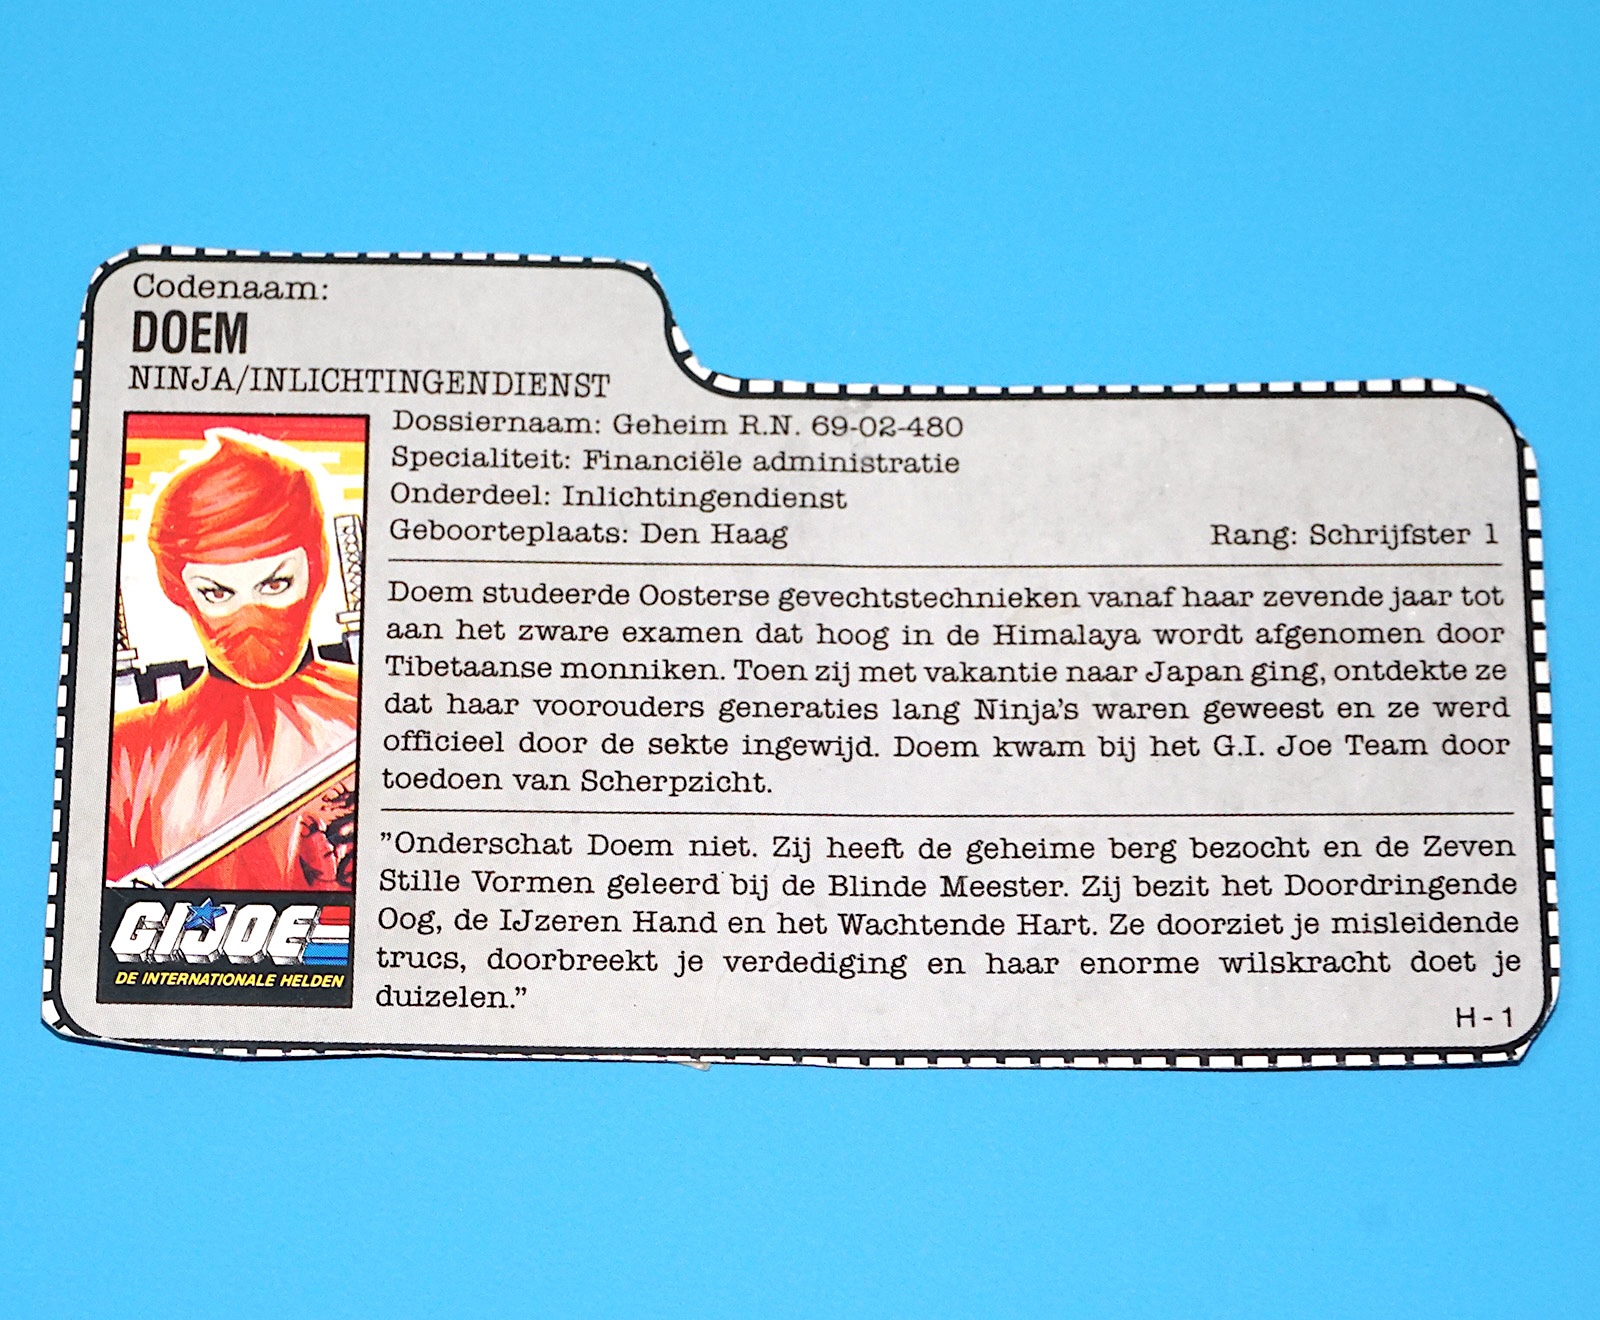 Codenaam:
DOEM
NINJA/INLICHTINGENDIENST
Dossiernaam: Geheim R.N. 69-02-480
Specialiteit: Financiële administratie
Onderdeel: Inlichtingendienst
Geboorteplaats: Den Haag Rang: Schrijfster 1
Doem studeerde Oosterse gevechtstechnieken vanaf haar zevende jaar tot
aan het zware examen dat hoog in de Himalaya wordt afgenomen door
Tibetaanse monniken. Toen zij met vakantie naar Japan ging, ontdekte ze
dat haar voorouders generaties lang Ninja's waren geweest en ze werd
officieel door de sekte ingewijd. Doem kwam bij het G.I. Joe Team door
toedoen van Scherpzicht.
”Onderschat Doem niet. Zij heeft de geheime berg bezocht en de Zeven
Stille Vormen geleerd bij de Blinde Meester. Zij bezit het Doordringende
Oog, de IJzeren Hand en het Wachtende Hart. Ze doorziet je misleidende
trucs, doorbreekt je verdediging en haar enorme wilskracht doet je
duizelen.”
GI JOE
DE INTERNATIONALE HELDEN
H - 1